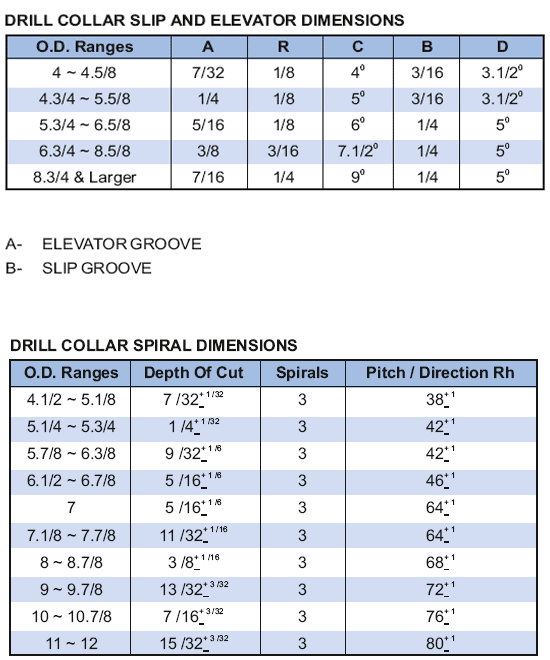 DRILL COLLAR SLIP AND ELEVATOR DIMENSIONS
O.D. Ranges A R C B D
4 ~ 4.5/8 7/32 1/8 4⁰ 3/16 3.1/2⁰
4.3/4 ~ 5.5/8 1/4 1/8 5⁰ 3/16 3.1/2⁰
5.3/4 ~ 6.5/8 5/16 1/8 6⁰ 1/4 5⁰
6.3/4 ~ 8.5/8 3/8 3/16 7.1/2⁰ 1/4 5⁰
8.3/4 & Larger 7/16 1/4 9⁰ 1/4 5⁰
A- ELEVATOR GROOVE
B- SLIP GROOVE
DRILL COLLAR SPIRAL DIMENSIONS
O.D. Ranges Depth Of Cut Spirals Pitch / Direction Rh
4.1/2 ~ 5.1/8 7 /32 ± 1/32 3 38 ± 1
5.1/4 ~ 5.3/4 1 /4 ± 1/32 3 42 ± 1
5.7/8 ~ 6.3/8 9 /32 ± 1/6 3 42 ± 1
6.1/2 ~ 6.7/8 5 /16 ± 1/6 3 46 ± 1
7 5 /16 ± 1/6 3 64 ± 1
7.1/8 ~ 7.7/8 11 /32 ± 1/16 3 64 ± 1
8 ~ 8.7/8 3 /8 ± 1/16 3 68 ± 1
9 ~ 9.7/8 13 /32 ± 3/32 3 72 ± 1
10 ~ 10.7/8 7 /16 ± 3/32 3 76 ± 1
11 ~ 12 15 /32 ± 3/32 3 80 ± 1